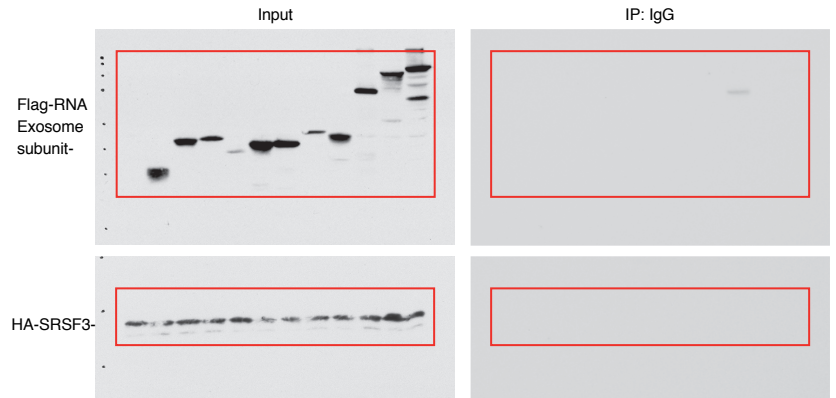 Input
IP: IgG
Flag-RNA
Exosome
subunit-
HA-SRSF3-